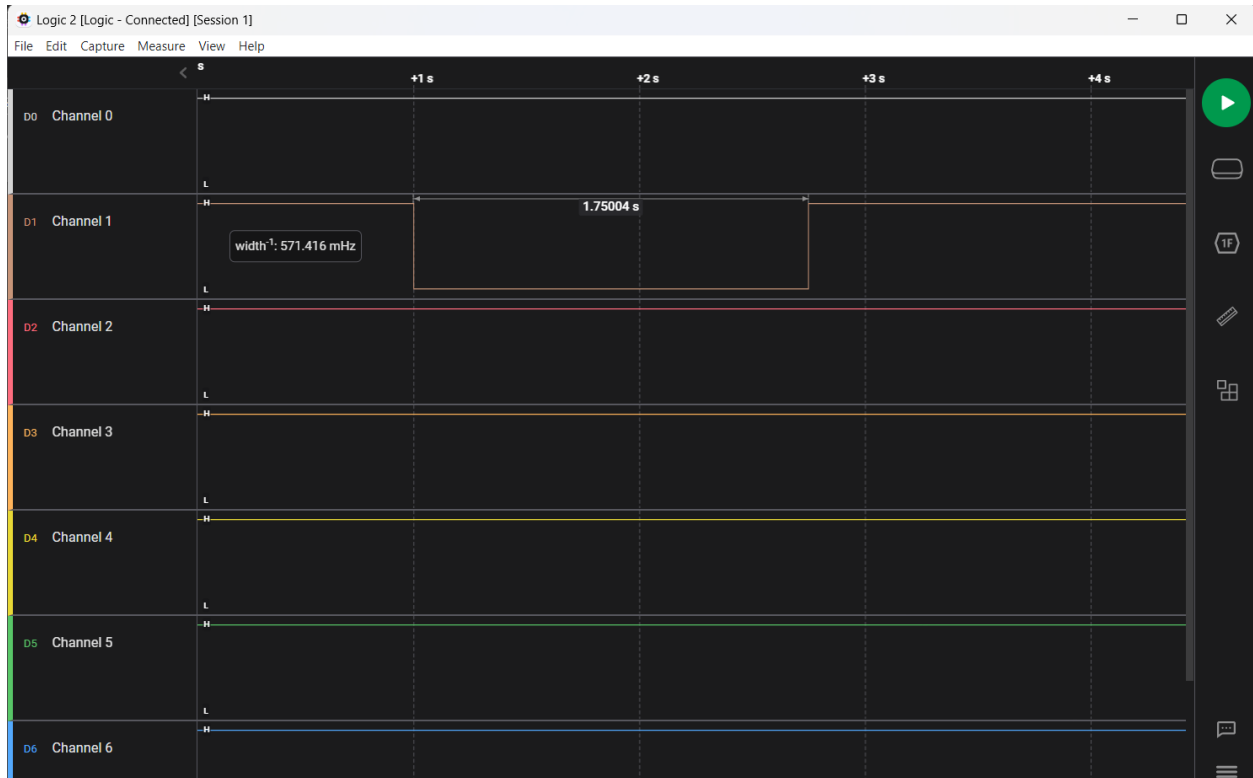 Logic 2 [Logic - Connected] [Session 1]
File Edit Capture Measure View Help
s
+1 s +2 s +3 s +4 s
D0 Channel 0
H
L
D1 Channel 1
H
1.75004 s
width-1: 571.416 mHz
L
D2 Channel 2
H
L
D3 Channel 3
H
L
D4 Channel 4
H
L
D5 Channel 5
H
L
D6 Channel 6
H
1F